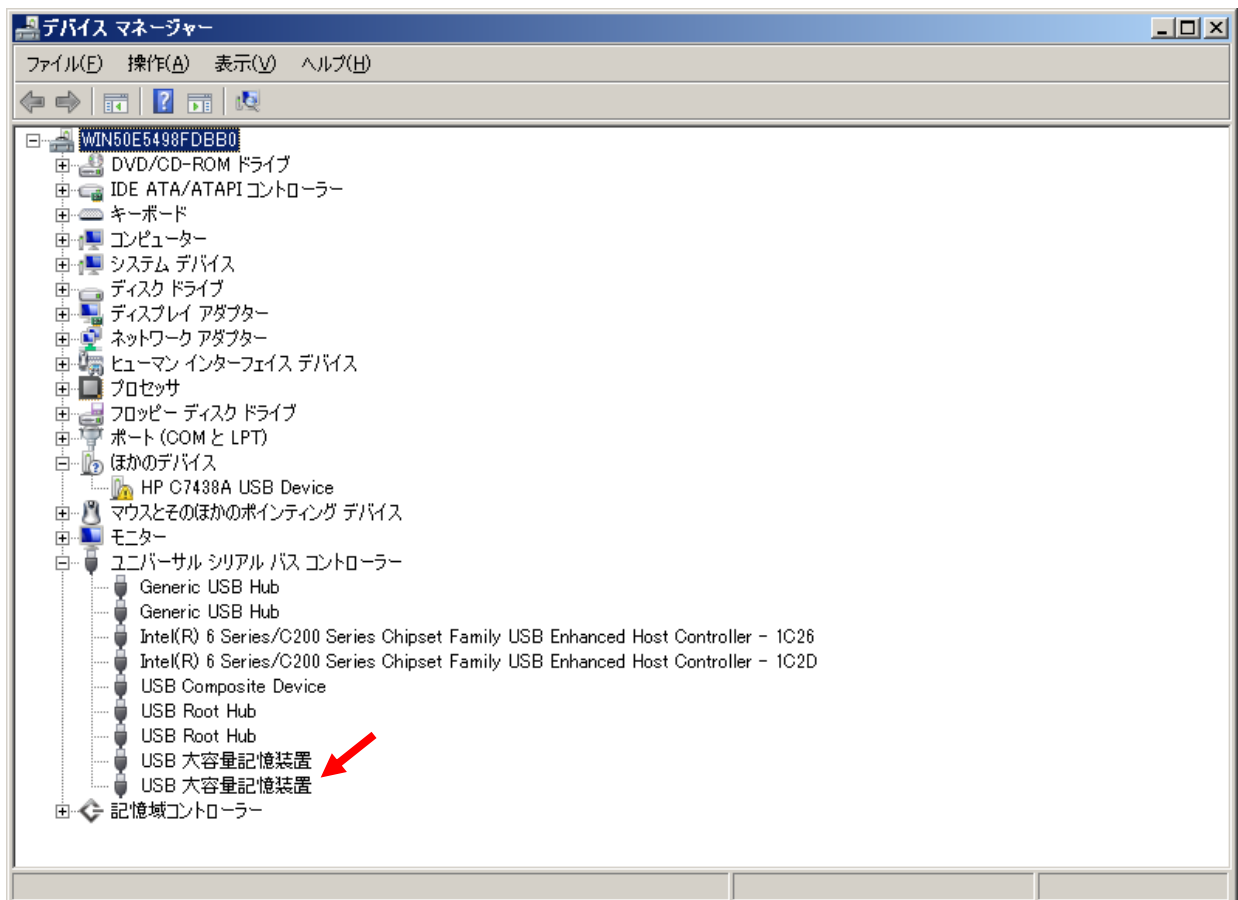 デバイス マネージャー
ファイル(F) 操作(A) 表示(V) ヘルプ(H)
WIN50E5498FDBB0
DVD/CD-ROM ドライブ
IDE ATA/ATAPI コントローラー
キーボード
コンピューター
システム デバイス
ディスク ドライブ
ディスプレイ アダプター
ネットワーク アダプター
ヒューマン インターフェイス デバイス
プロセッサ
フロッピー ディスク ドライブ
ポート (COM と LPT)
ほかのデバイス
HP C7438A USB Device
マウスとそのほかのポインティング デバイス
モニター
ユニバーサル シリアル バス コントローラー
Generic USB Hub
Generic USB Hub
Intel(R) 6 Series/C200 Series Chipset Family USB Enhanced Host Controller - 1C26
Intel(R) 6 Series/C200 Series Chipset Family USB Enhanced Host Controller - 1C2D
USB Composite Device
USB Root Hub
USB Root Hub
USB 大容量記憶装置
USB 大容量記憶装置
記憶域コントローラー